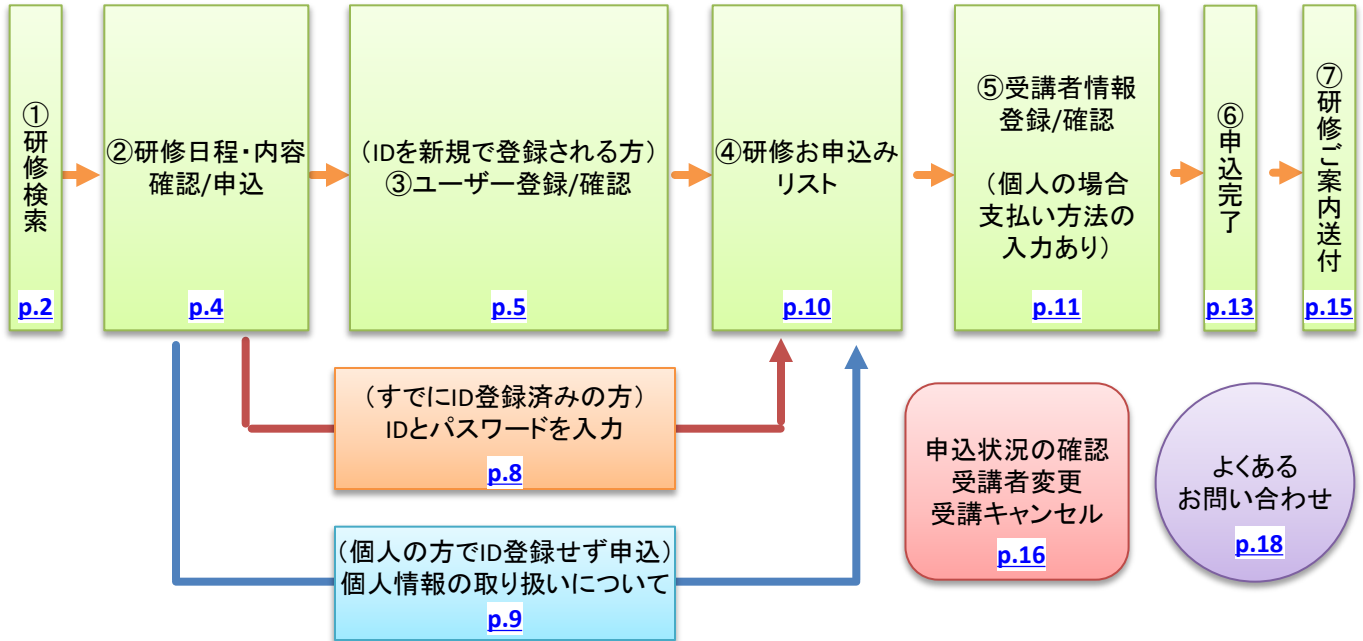 ①研修検索
p.2
②研修日程・内容
確認/申込
p.4
（IDを新規で登録される方）
③ユーザー登録/確認
p.5
④研修お申込み
リスト
p.10
⑤受講者情報
登録/確認
（個人の場合
支払い方法の
入力あり）
p.11
⑥申込完了
p.13
⑦研修ご案内送付
p.15
（すでにID登録済みの方）
IDとパスワードを入力
p.8
（個人の方でID登録せず申込）
個人情報の取り扱いについて
p.9
申込状況の確認
受講者変更
受講キャンセル
p.16
よくある
お問い合わせ
p.18